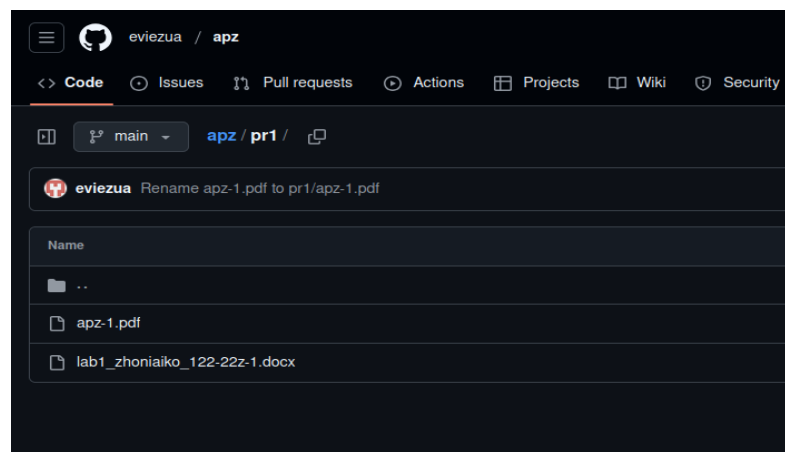 eviezua / apz
Code Issues Pull requests Actions Projects Wiki Security
main apz / pr1 /
eviezua Rename apz-1.pdf to pr1/apz-1.pdf
Name
..
apz-1.pdf
lab1_zhoniaiko_122-22z-1.docx